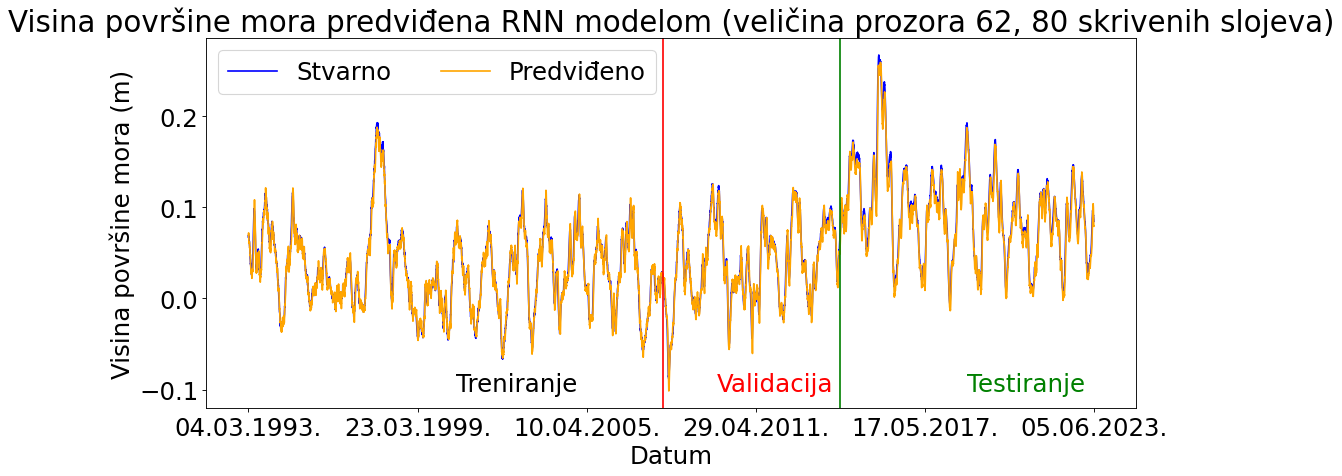 Visina površine mora predviđena RNN modelom (veličina prozora 62, 80 skrivenih slojeva)
Stvarno Predviđeno
Visina površine mora (m)
0.2
0.1
0.0
−0.1
Treniranje Validacija Testiranje
04.03.1993. 23.03.1999. 10.04.2005. 29.04.2011. 17.05.2017. 05.06.2023.
Datum